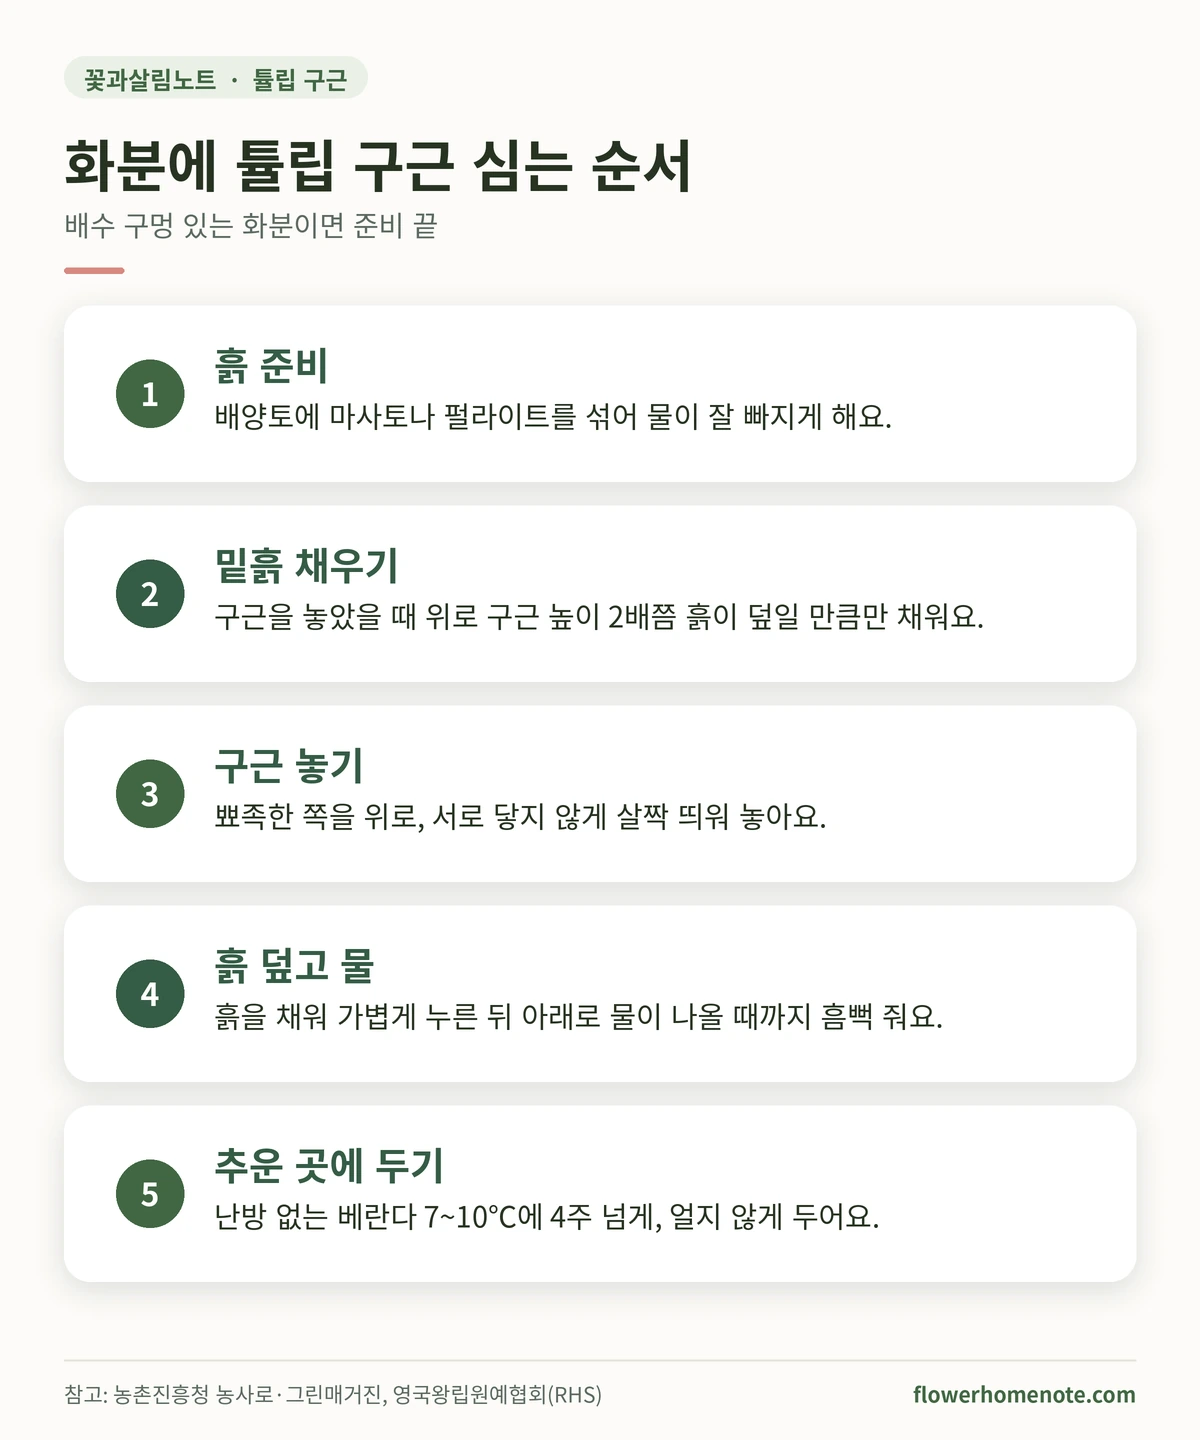 꽃과살림노트 · 튤립 구근
화분에 튤립 구근 심는 순서
배수 구멍 있는 화분이면 준비 끝
1
흙 준비
배양토에 마사토나 펄라이트를 섞어 물이 잘 빠지게 해요.
2
밑흙 채우기
구근을 놓았을 때 위로 구근 높이 2배쯤 흙이 덮일 만큼만 채워요.
3
구근 놓기
뾰족한 쪽을 위로, 서로 닿지 않게 살짝 띄워 놓아요.
4
흙 덮고 물
흙을 채워 가볍게 누른 뒤 아래로 물이 나올 때까지 흠뻑 줘요.
5
추운 곳에 두기
난방 없는 베란다 7~10℃에 4주 넘게, 얼지 않게 두어요.
참고: 농촌진흥청 농사로·그린매거진, 영국왕립원예협회(RHS)
flowerhomenote.com